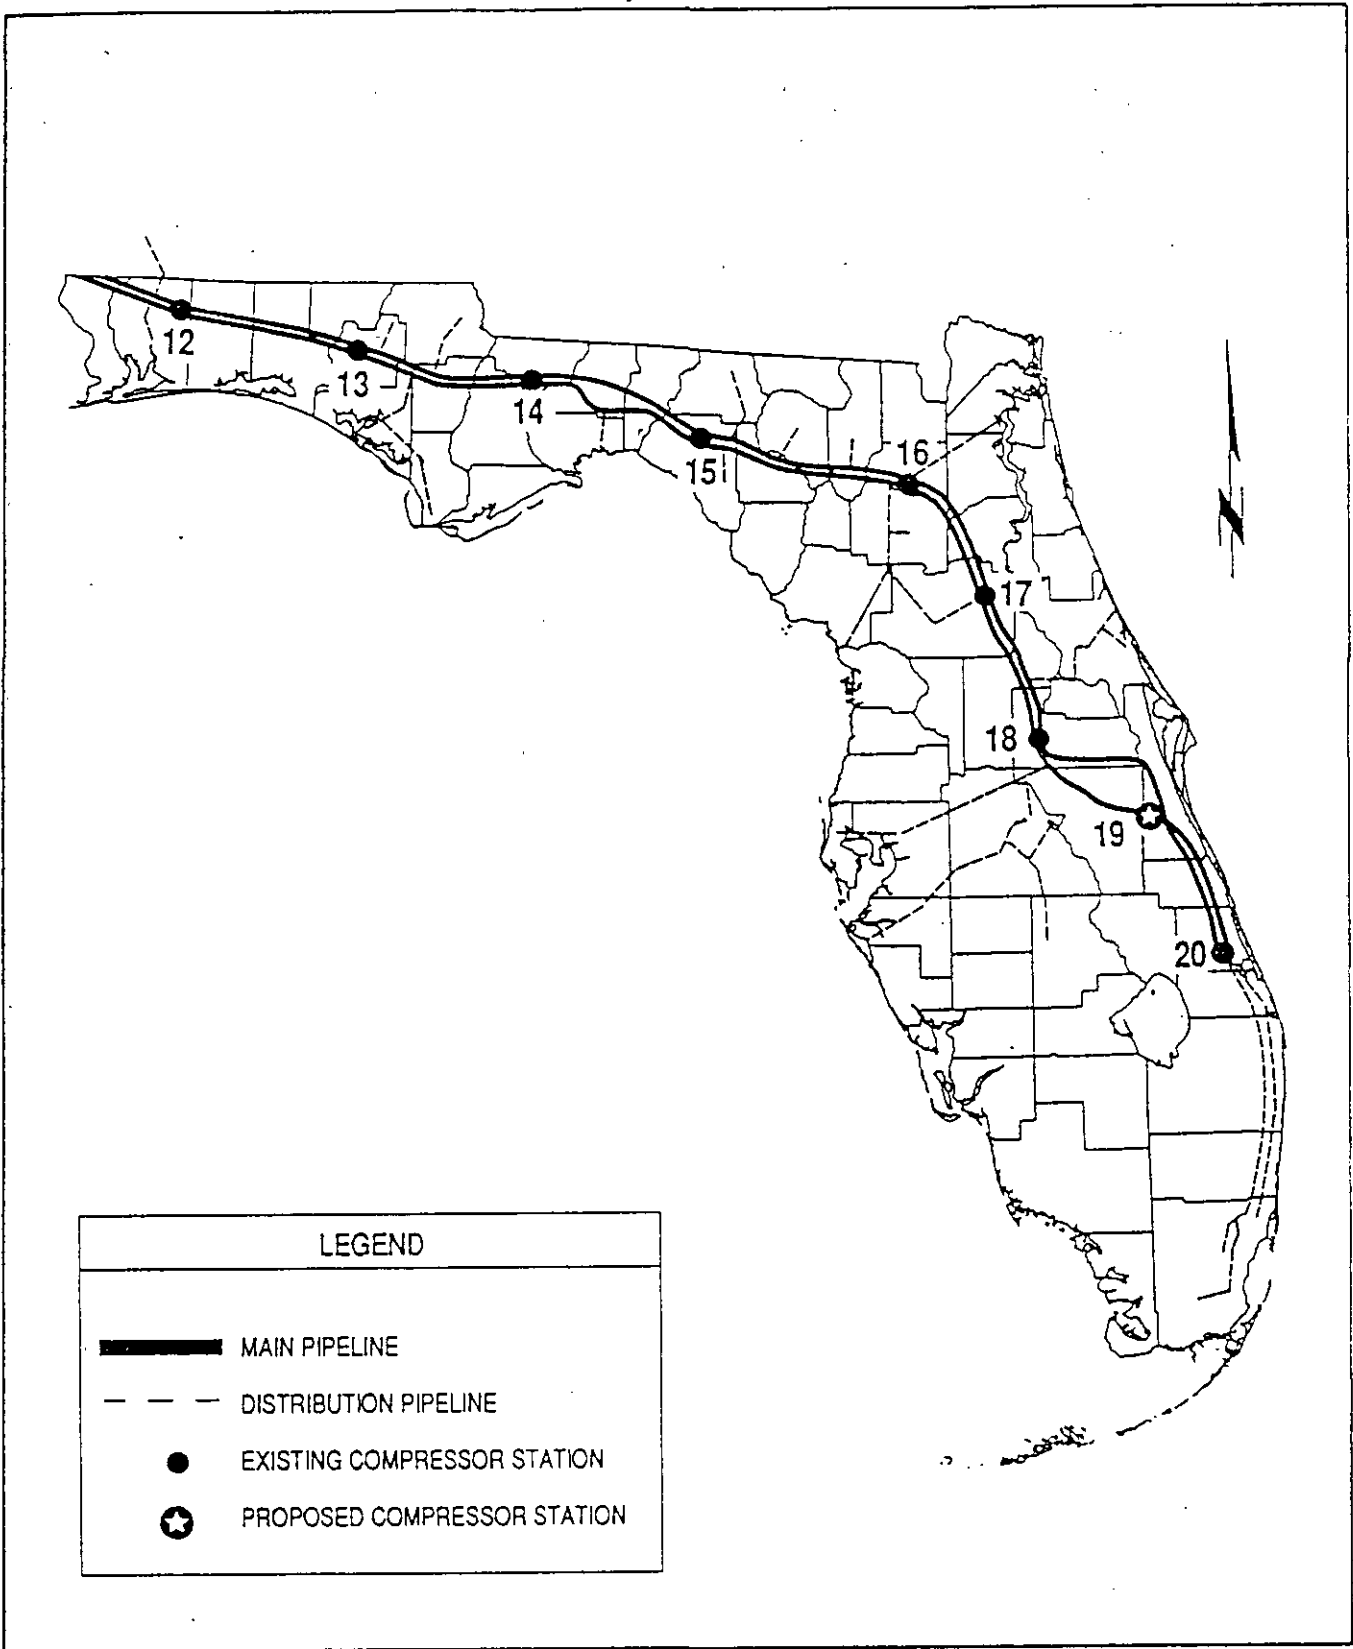 12
13
14
15
16
17
18
19
20
N
LEGEND
MAIN PIPELINE
DISTRIBUTION PIPELINE
EXISTING COMPRESSOR STATION
PROPOSED COMPRESSOR STATION